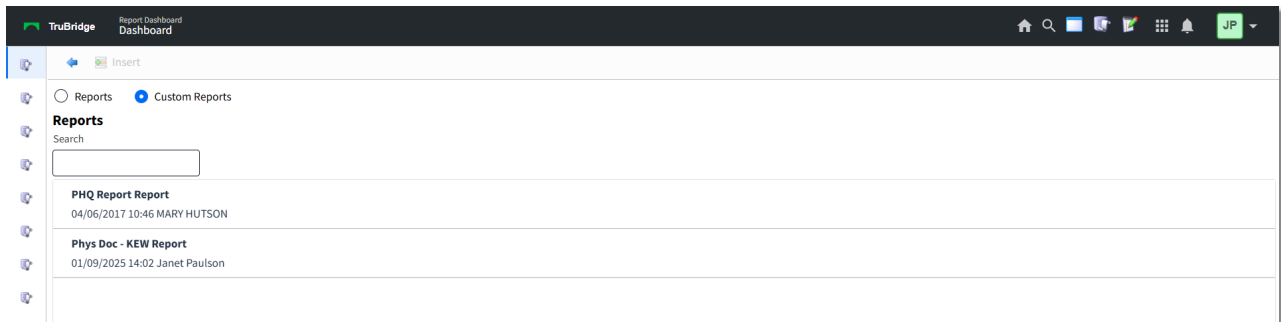 TruBridge
Report Dashboard
Dashboard
JP
Insert
Reports
Custom Reports
Reports
Search
PHQ Report Report
04/06/2017 10:46 MARY HUTSON
Phys Doc - KEW Report
01/09/2025 14:02 Janet Paulson